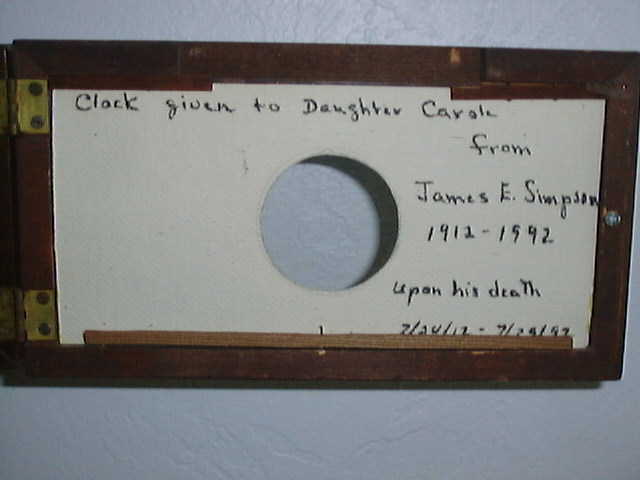 Clock given to Daughter Carole
from
James E. Simpson
1912-1992
upon his death